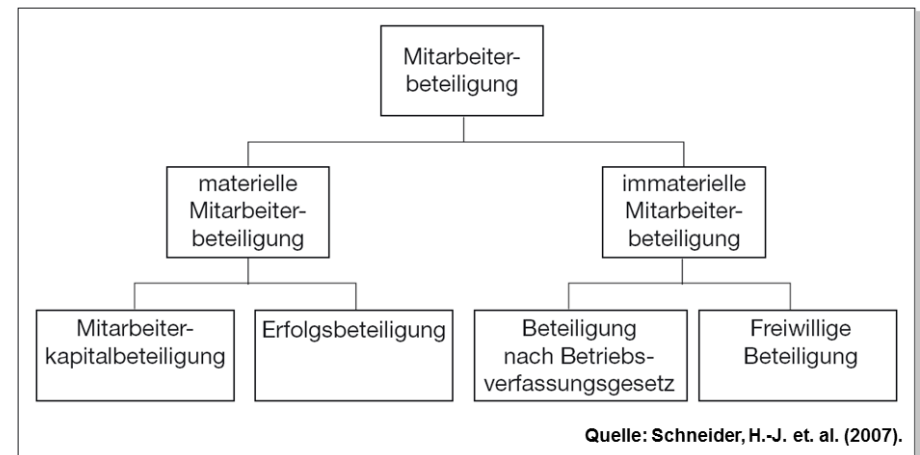 Mitarbeiter-
beteiligung
materielle
Mitarbeiter-
beteiligung
immaterielle
Mitarbeiter-
beteiligung
Mitarbeiter-
kapitalbeteiligung
Erfolgsbeteiligung
Beteiligung
nach Betriebs-
verfassungsgesetz
Freiwillige
Beteiligung
Quelle: Schneider, H.-J. et. al. (2007).